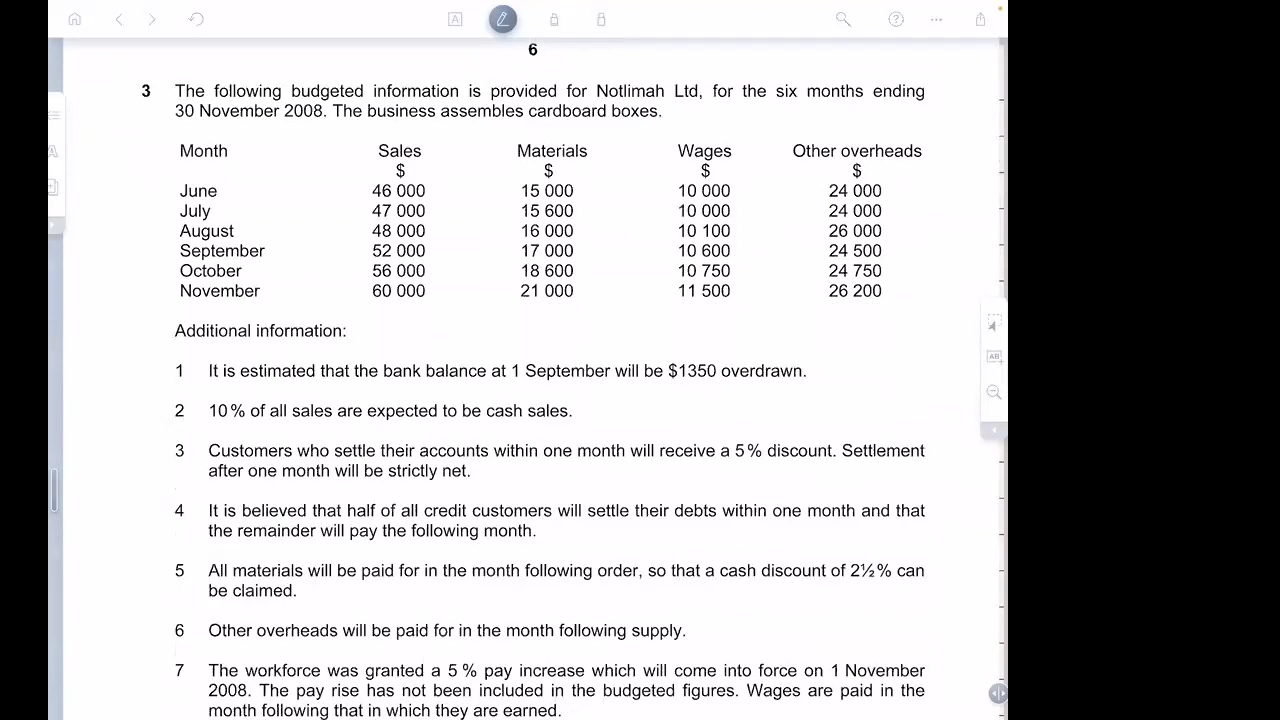 6
3 The following budgeted information is provided for Notlimah Ltd, for the six months ending
30 November 2008. The business assembles cardboard boxes.
Month Sales Materials Wages Other overheads
$ $ $ $
June 46 000 15 000 10 000 24 000
July 47 000 15 600 10 000 24 000
August 48 000 16 000 10 100 26 000
September 52 000 17 000 10 600 24 500
October 56 000 18 600 10 750 24 750
November 60 000 21 000 11 500 26 200
Additional information:
1 It is estimated that the bank balance at 1 September will be $1350 overdrawn.
2 10% of all sales are expected to be cash sales.
3 Customers who settle their accounts within one month will receive a 5% discount. Settlement
after one month will be strictly net.
4 It is believed that half of all credit customers will settle their debts within one month and that
the remainder will pay the following month.
5 All materials will be paid for in the month following order, so that a cash discount of 2½% can
be claimed.
6 Other overheads will be paid for in the month following supply.
7 The workforce was granted a 5% pay increase which will come into force on 1 November
2008. The pay rise has not been included in the budgeted figures. Wages are paid in the
month following that in which they are earned.